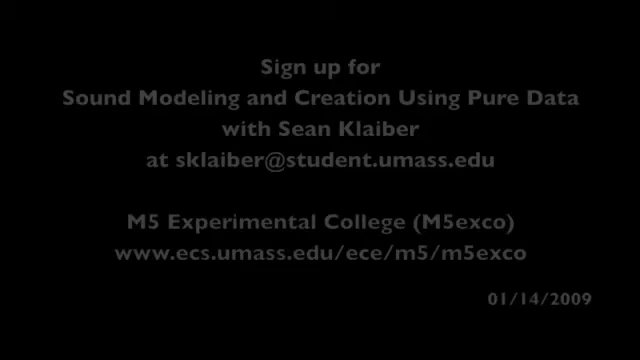 Sign up for
Sound Modeling and Creation Using Pure Data
with Sean Klaiber
at sklaiber@student.umass.edu
M5 Experimental College (M5exco)
www.ecs.umass.edu/ece/m5/m5exco
01/14/2009